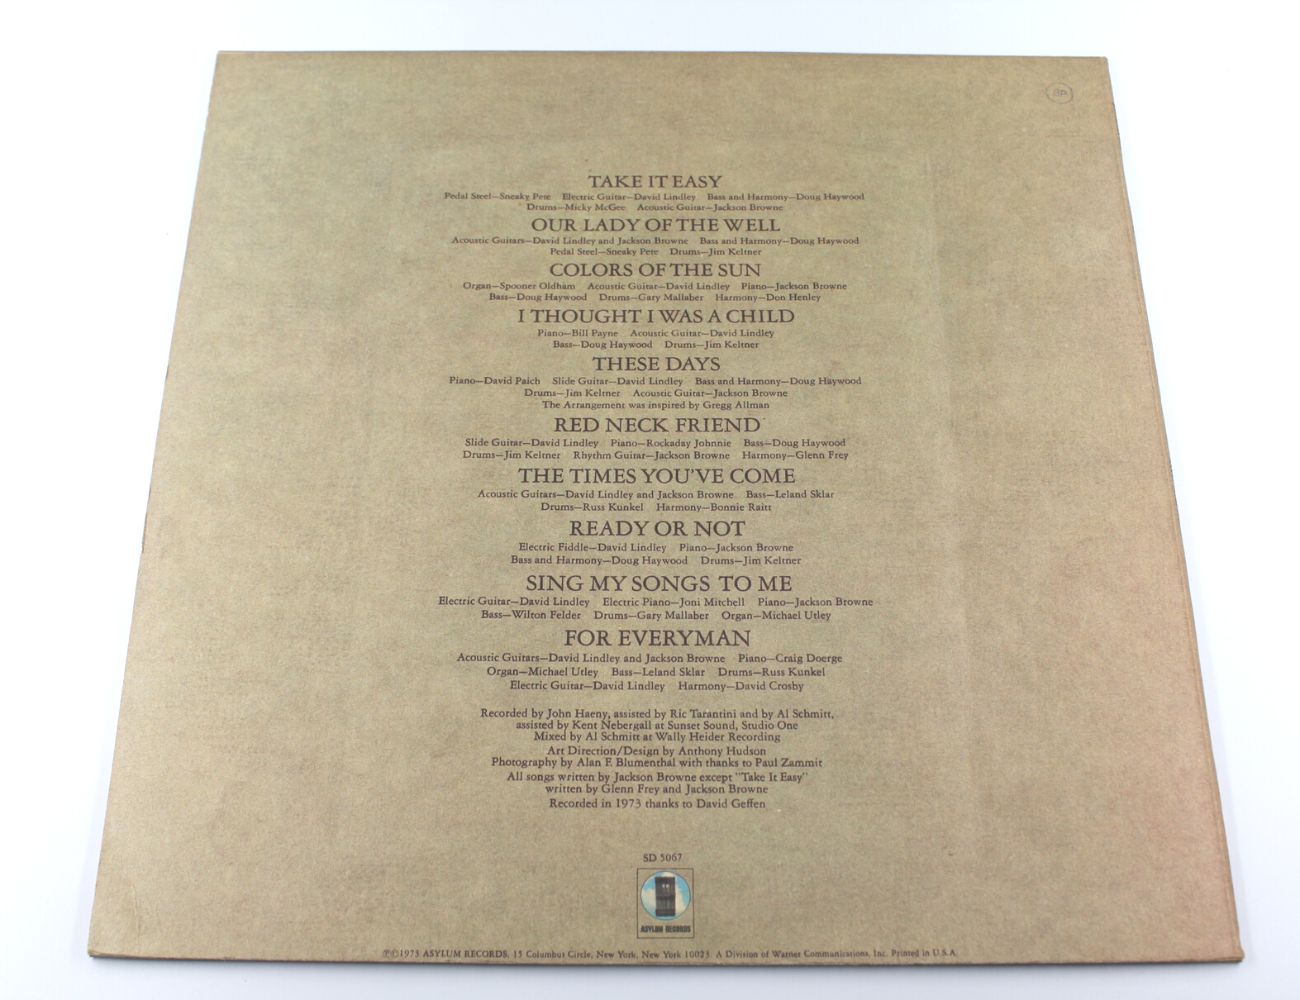 TAKE IT EASY
Pedal Steel—Sneaky Pete   Electric Guitar—David Lindley   Bass and Harmony—Doug Haywood
Drums—Micky McGee   Acoustic Guitar—Jackson Browne
OUR LADY OF THE WELL
Acoustic Guitars—David Lindley and Jackson Browne   Bass and Harmony—Doug Haywood
Pedal Steel—Sneaky Pete   Drums—Jim Keltner
COLORS OF THE SUN
Organ—Spooner Oldham   Acoustic Guitar—David Lindley   Piano—Jackson Browne
Bass—Doug Haywood   Drums—Gary Mallaber   Harmony—Don Henley
I THOUGHT I WAS A CHILD
Piano—Bill Payne   Acoustic Guitar—David Lindley
Bass—Doug Haywood   Drums—Jim Keltner
THESE DAYS
Piano—David Paich   Slide Guitar—David Lindley   Bass and Harmony—Doug Haywood
Drums—Jim Keltner   Acoustic Guitar—Jackson Browne
The Arrangement was inspired by Gregg Allman
RED NECK FRIEND
Slide Guitar—David Lindley   Piano—Rockaday Johnnie   Bass—Doug Haywood
Drums—Jim Keltner   Rhythm Guitar—Jackson Browne   Harmony—Glenn Frey
THE TIMES YOU'VE COME
Acoustic Guitars—David Lindley and Jackson Browne   Bass—Leland Sklar
Drums—Russ Kunkel   Harmony—Bonnie Raitt
READY OR NOT
Electric Fiddle—David Lindley   Piano—Jackson Browne
Bass and Harmony—Doug Haywood   Drums—Jim Keltner
SING MY SONGS TO ME
Electric Guitar—David Lindley   Electric Piano—Joni Mitchell   Piano—Jackson Browne
Bass—Wilton Felder   Drums—Gary Mallaber   Organ—Michael Utley
FOR EVERYMAN
Acoustic Guitars—David Lindley and Jackson Browne   Piano—Craig Doerge
Organ—Michael Utley   Bass—Leland Sklar   Drums—Russ Kunkel
Electric Guitar—David Lindley   Harmony—David Crosby
Recorded by John Haeny, assisted by Ric Tarantini and by Al Schmitt,
assisted by Kent Nebergall at Sunset Sound, Studio One
Mixed by Al Schmitt at Wally Heider Recording
Art Direction/Design by Anthony Hudson
Photography by Alan F. Blumenthal with thanks to Paul Zammit
All songs written by Jackson Browne except "Take It Easy"
written by Glenn Frey and Jackson Browne
Recorded in 1973 thanks to David Geffen
SD 5067
ASYLUM RECORDS
℗©1973 ASYLUM RECORDS, 15 Columbus Circle, New York, New York 10023. A Division of Warner Communications, Inc. Printed in U.S.A.